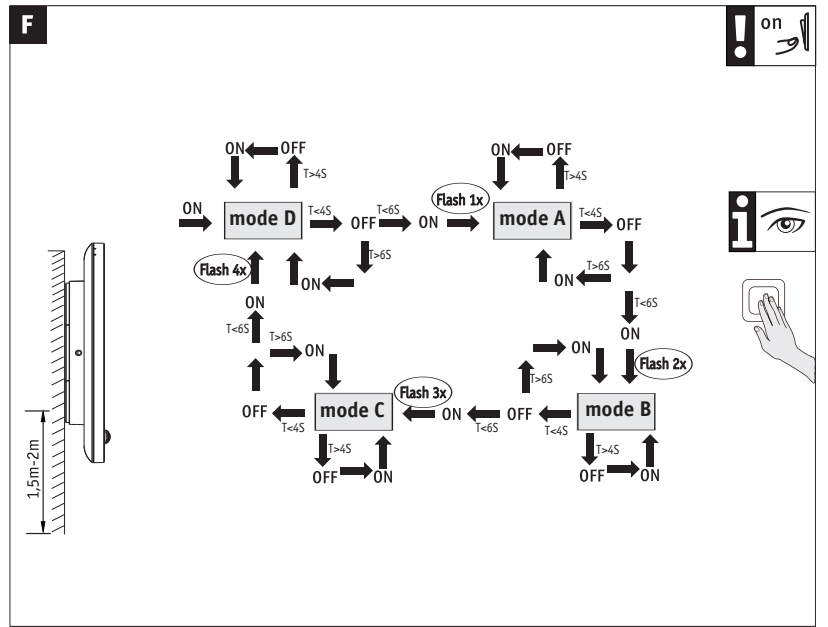 F
on
ON OFF
T>4S
ON OFF
T>4S
ON
mode D
T<4S
OFF
T<6S
ON
Flash 1x
mode A
T<4S
OFF
T>6S
ON
Flash 4x
T>6S
ON
T<6S
ON
ON
T<6S
T>6S
ON
ON
T>6S
Flash 2x
OFF
T<4S
mode C
Flash 3x
ON
T<6S
OFF
T<4S
mode B
T>4S
OFF
ON
T>4S
OFF
ON
1,5m-2m